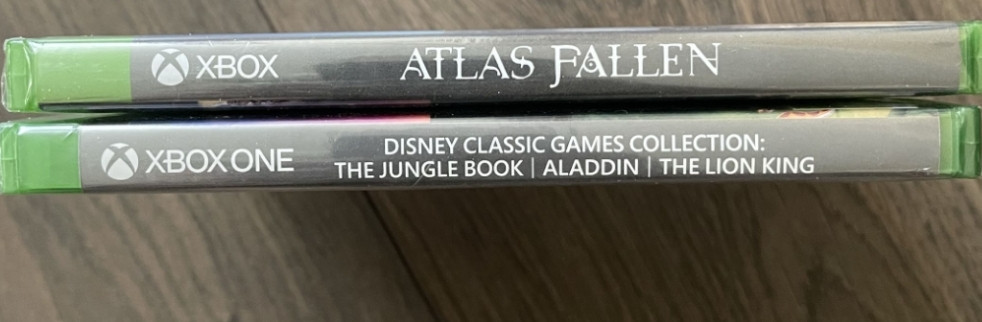 XBOX ATLAS FALLEN
XBOX ONE
DISNEY CLASSIC GAMES COLLECTION:
THE JUNGLE BOOK | ALADDIN | THE LION KING